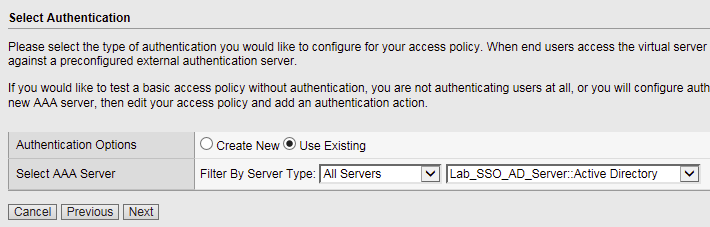 Select Authentication
Please select the type of authentication you would like to configure for your access policy. When end users access the virtual server
against a preconfigured external authentication server.
If you would like to test a basic access policy without authentication, you are not authenticating users at all, or you will configure auth
new AAA server, then edit your access policy and add an authentication action.
Authentication Options Create New Use Existing
Select AAA Server Filter By Server Type: All Servers Lab_SSO_AD_Server::Active Directory
Cancel Previous Next